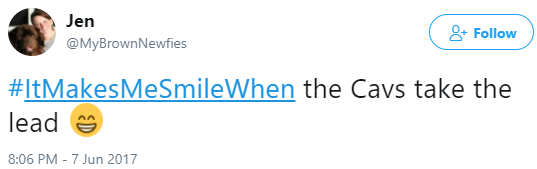 Jen
@MyBrownNewfies
Follow
#ItMakesMeSmileWhen the Cavs take the
lead 😁
8:06 PM - 7 Jun 2017